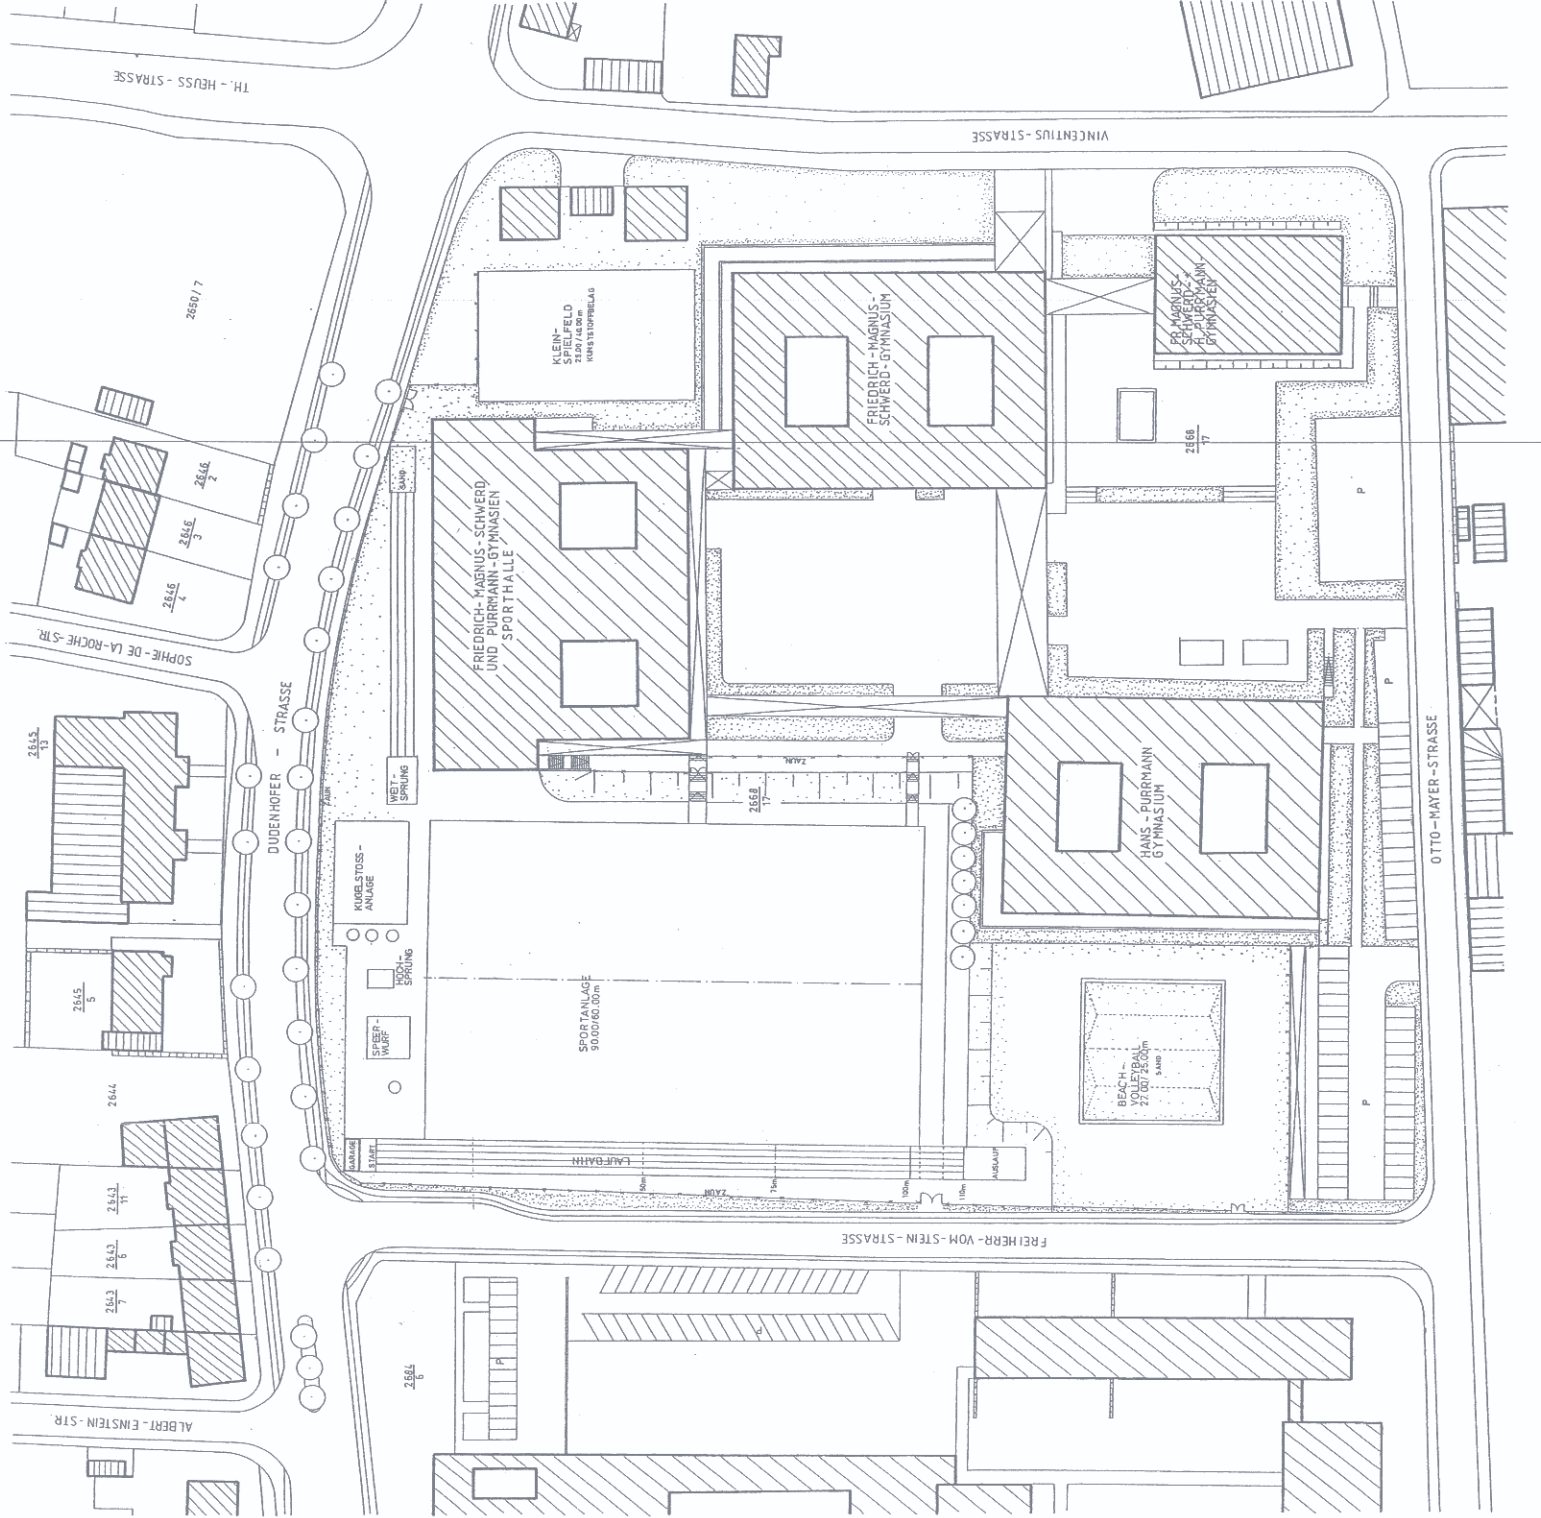 TH. - HEUSS - STRASSE
VINCENTIUS - STRASSE
2650 / 7
KLEIN-
SPIELFELD
KUNSTSTOFFBELAG
FRIEDRICH - MAGNUS -
SCHWERD - GYMNASIUM
FR. MAGNUS-
SCHWERD- +
H. PURRMANN-
GYMNASIEN
2646
2
2646
3
2646
4
SAND
FRIEDRICH - MAGNUS - SCHWERD
UND PURRMANN - GYMNASIEN
SPORTHALLE
2668
17
P
SOPHIE - DE LA - ROCHE - STR.
DUDENHOFER - STRASSE
2645
13
WEIT-
SPRUNG
ZAUN
ZAUN
2668
17
HANS - PURRMANN
GYMNASIUM
P
OTTO - MAYER - STRASSE
KUGELSTOSS -
ANLAGE
HOCH-
SPRUNG
SPEER-
WURF
2645
5
2644
SPORTANLAGE
90.00/60.00m
BEACH -
VOLLEYBALL
27.00/25.00m
SAND
P
GARAGE
START
LAUFBAHN
50m
75m
100m
110m
AUSLAUF
ZAUN
2643
11
2643
6
2643
7
FREIHERR - VOM - STEIN - STRASSE
P
P
2684
6
ALBERT - EINSTEIN - STR.